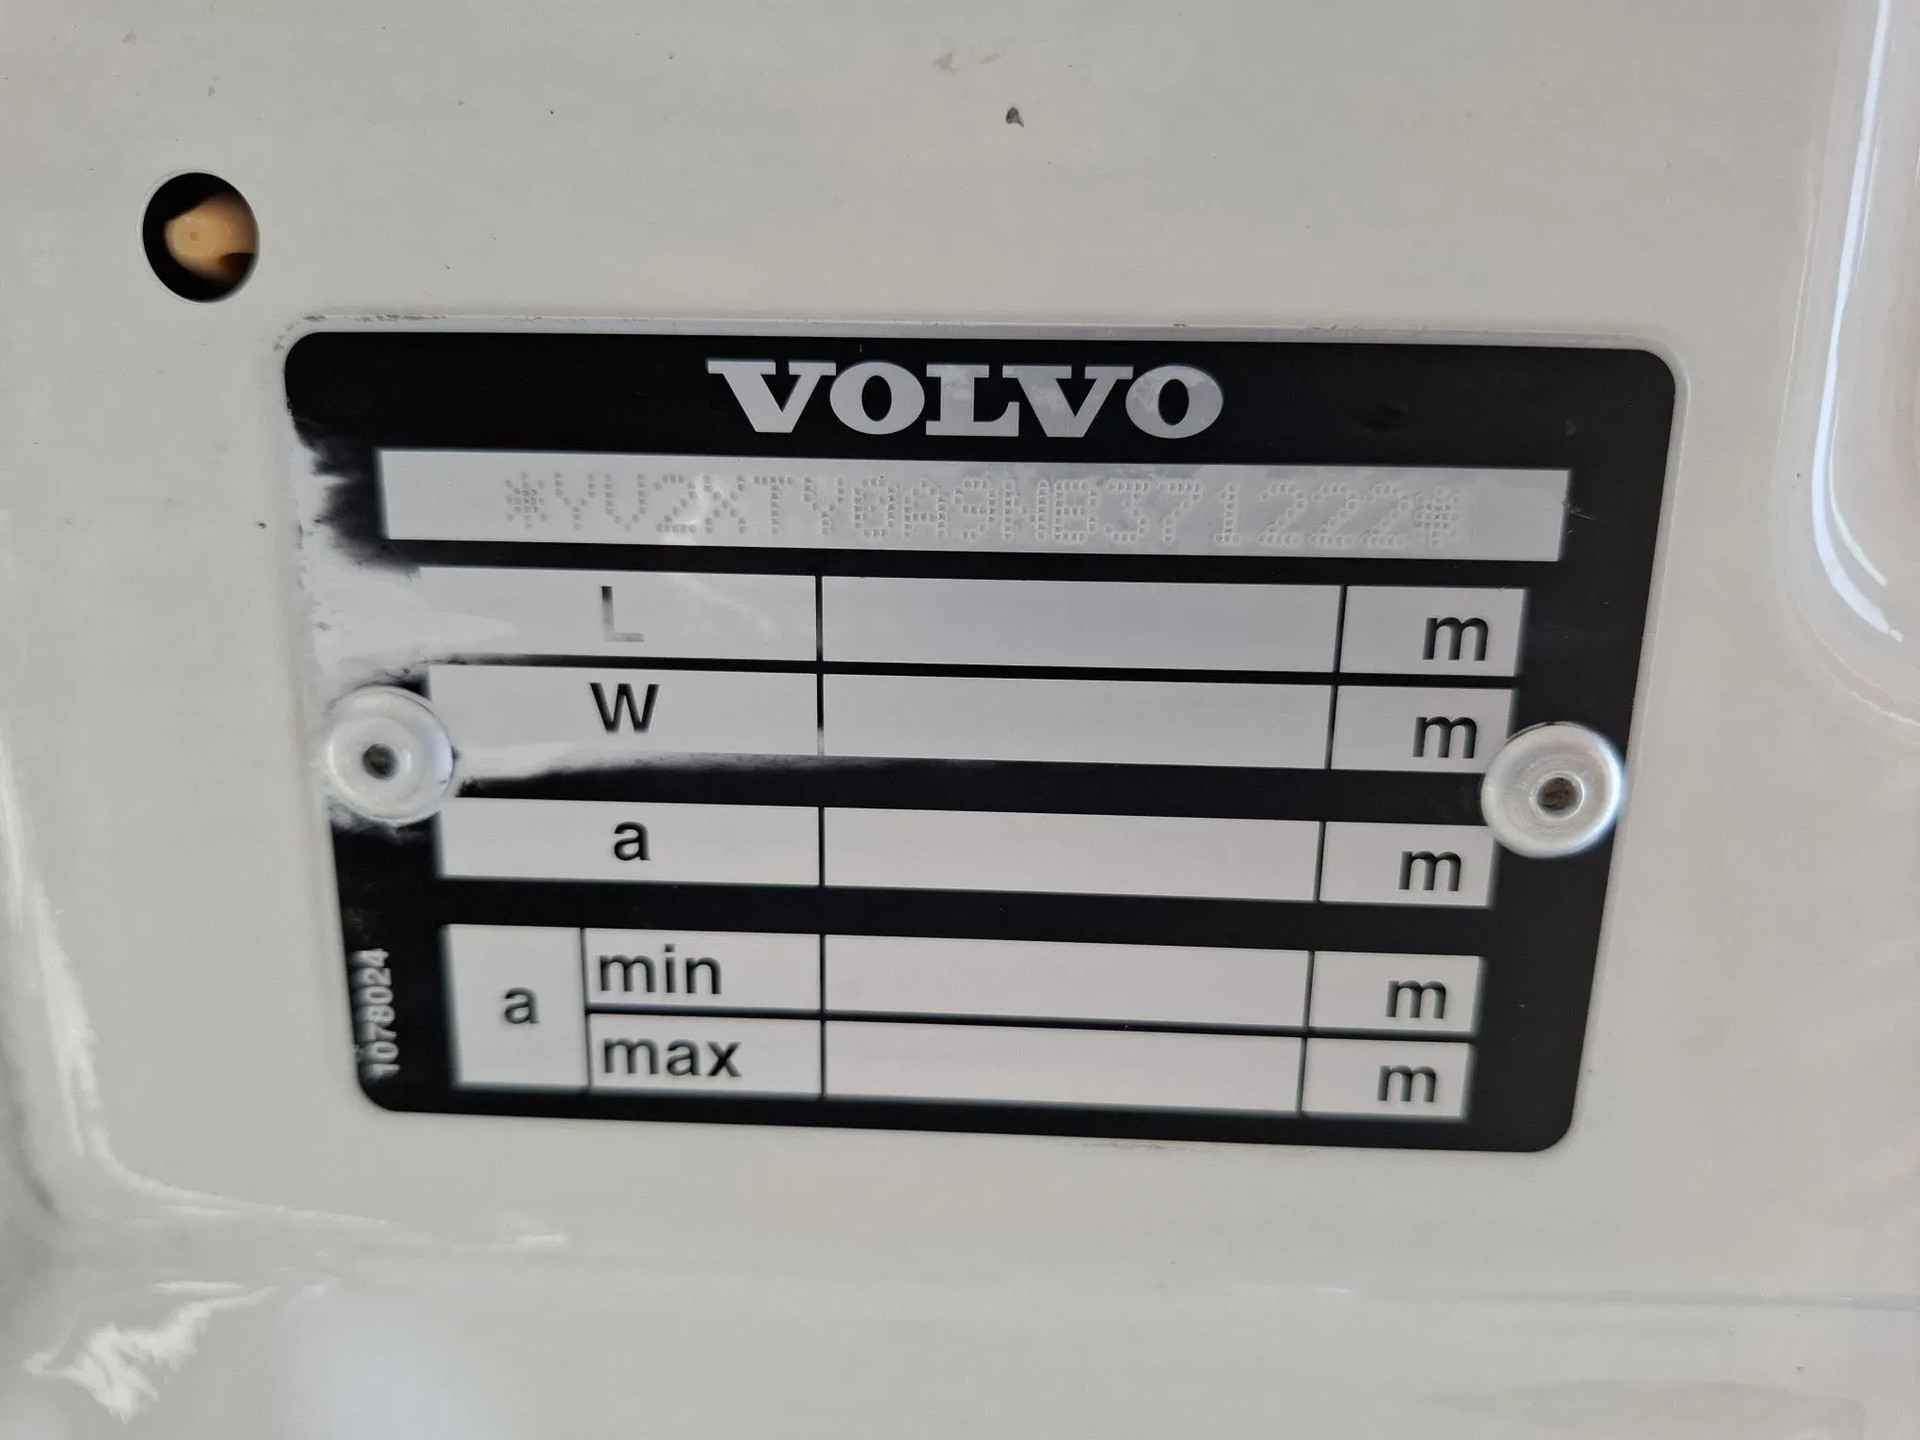 VOLVO
*YV2XTY0A9NB371222*
L m
W m
a m
a min m
max m
1078024